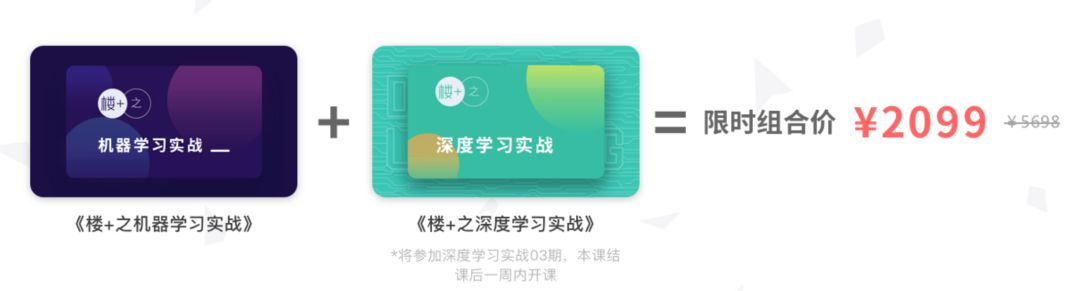 楼+ 之
机器学习实战
+
楼+ 之
深度学习实战
= 限时组合价 ¥2099 ¥5698
《楼+之机器学习实战》
《楼+之深度学习实战》
*将参加深度学习实战03期，本课结
课后一周内开课